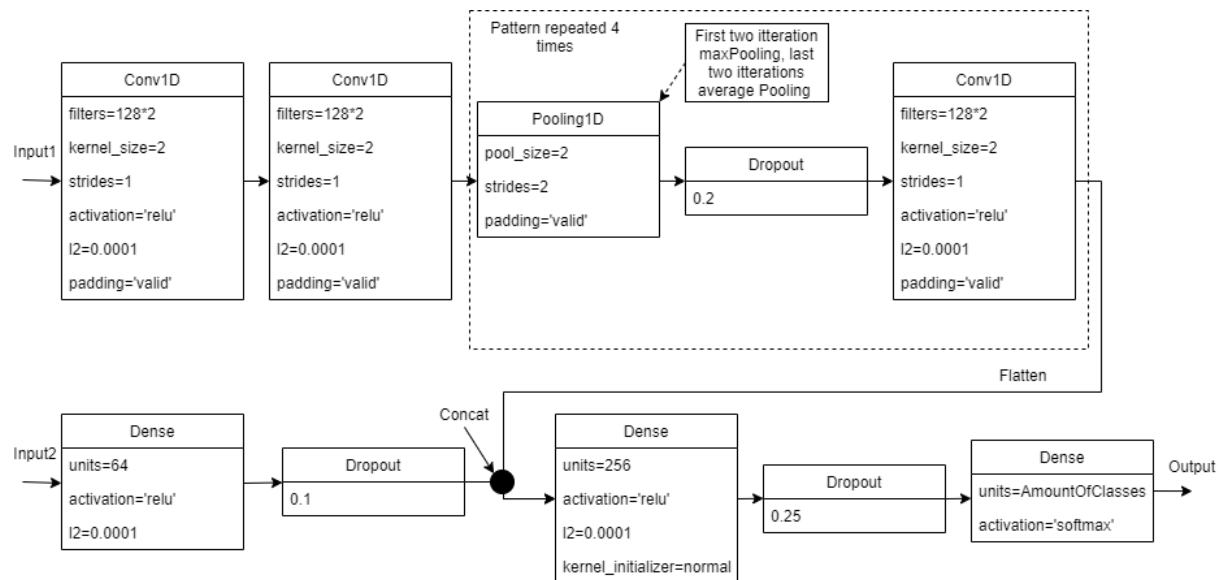 Pattern repeated 4
times
First two itteration
maxPooling, last
two itterations
average Pooling
Input1
Conv1D
filters=128*2
kernel_size=2
strides=1
activation='relu'
l2=0.0001
padding='valid'
Conv1D
filters=128*2
kernel_size=2
strides=1
activation='relu'
l2=0.0001
padding='valid'
Pooling1D
pool_size=2
strides=2
padding='valid'
Dropout
0.2
Conv1D
filters=128*2
kernel_size=2
strides=1
activation='relu'
l2=0.0001
padding='valid'
Flatten
Input2
Dense
units=64
activation='relu'
l2=0.0001
Dropout
0.1
Concat
Dense
units=256
activation='relu'
l2=0.0001
kernel_initializer=normal
Dropout
0.25
Dense
units=AmountOfClasses
activation='softmax'
Output